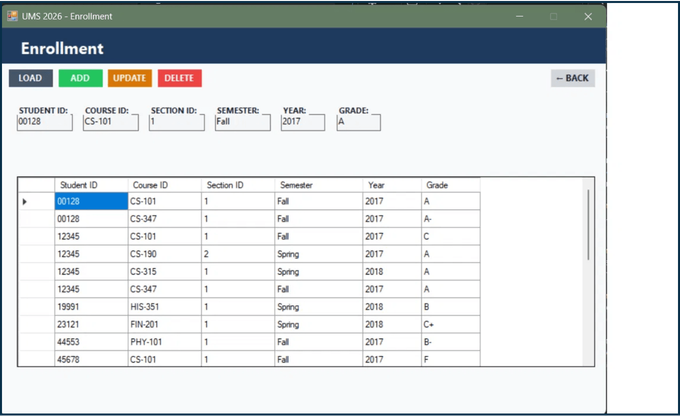 UMS 2026 - Enrollment
Enrollment
LOAD ADD UPDATE DELETE ← BACK
STUDENT ID: COURSE ID: SECTION ID: SEMESTER: YEAR: GRADE:
00128 CS-101 1 Fall 2017 A
Student ID Course ID Section ID Semester Year Grade
00128 CS-101 1 Fall 2017 A
00128 CS-347 1 Fall 2017 A-
12345 CS-101 1 Fall 2017 C
12345 CS-190 2 Spring 2017 A
12345 CS-315 1 Spring 2018 A
12345 CS-347 1 Fall 2017 A
19991 HIS-351 1 Spring 2018 B
23121 FIN-201 1 Spring 2018 C+
44553 PHY-101 1 Fall 2017 B-
45678 CS-101 1 Fall 2017 F